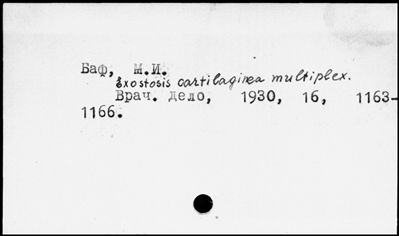 Баф, М.И.
Exostosis cartilaginea multiplex.
Врач. дело, 1930, 16, 1163-
1166.